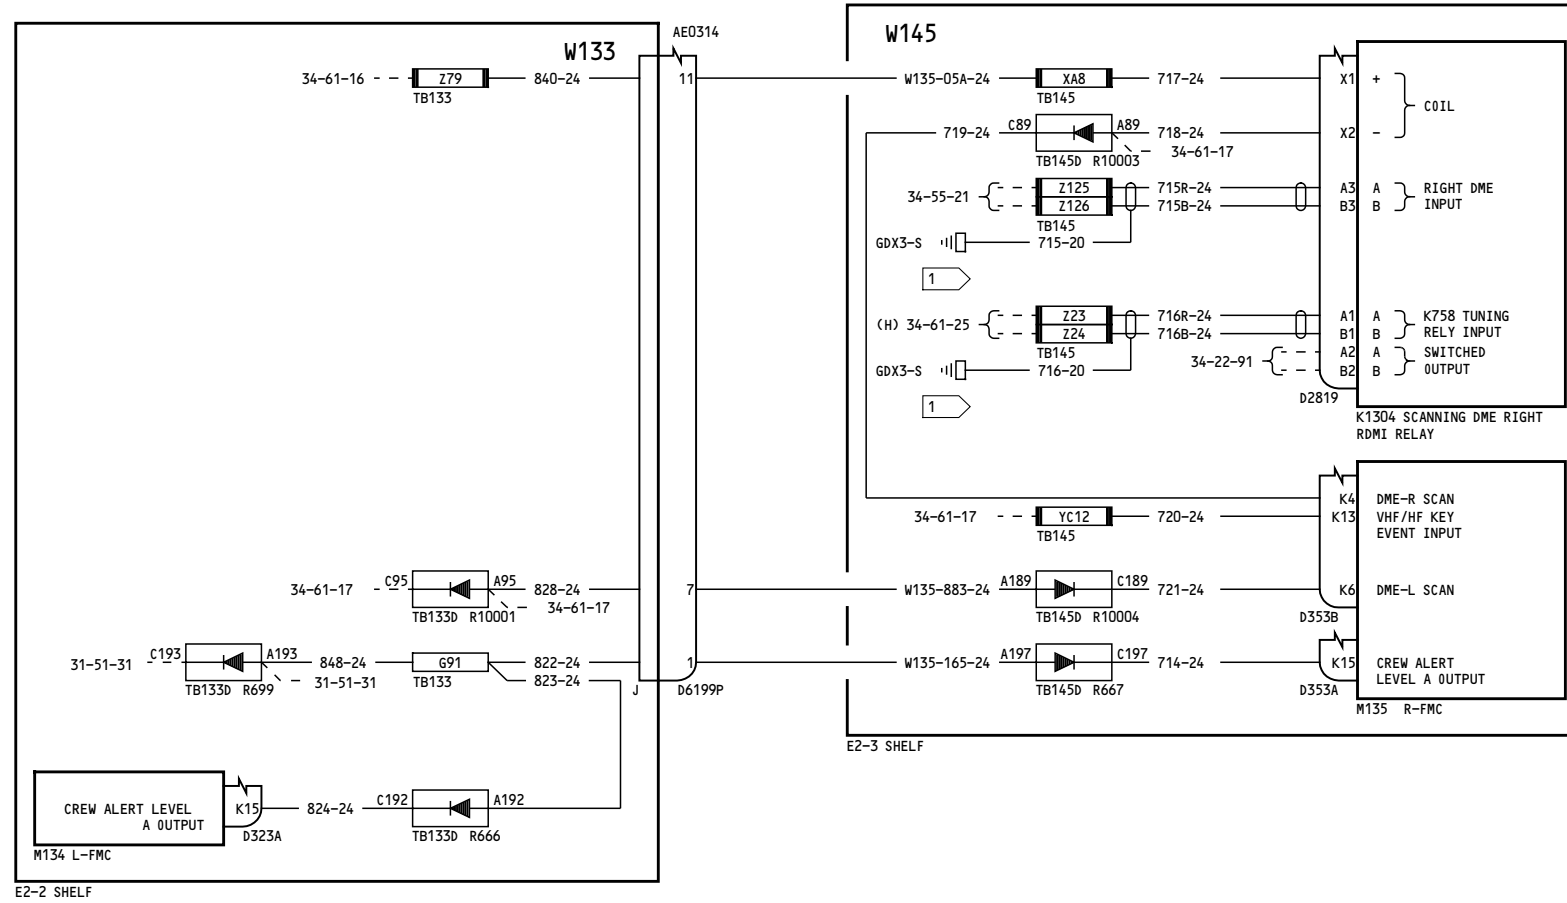 W133
AE0314
W145
34-61-16
Z79
840-24
TB133
11
W135-05A-24
XA8
717-24
TB145
X1 +
COIL
X2 −
719-24
C89
A89
718-24
34-61-17
TB145D R10003
34-55-21
Z125
715R-24
A3 A
RIGHT DME
Z126
715B-24
B3 B
INPUT
TB145
GDX3-S
715-20
1
(H) 34-61-25
Z23
716R-24
A1 A
K758 TUNING
Z24
716B-24
B1 B
RELY INPUT
TB145
34-22-91
A2 A
SWITCHED
GDX3-S
716-20
B2 B
OUTPUT
1
D2819
K1304 SCANNING DME RIGHT
RDMI RELAY
K4
DME-R SCAN
34-61-17
YC12
720-24
K13
VHF/HF KEY
EVENT INPUT
TB145
34-61-17
C95
A95
828-24
34-61-17
TB133D R10001
7
W135-883-24
A189
C189
721-24
TB145D R10004
K6
DME-L SCAN
D353B
31-51-31
C193
A193
848-24
31-51-31
TB133D R699
G91
TB133
822-24
823-24
1
J
D6199P
W135-165-24
A197
C197
714-24
TB145D R667
K15
CREW ALERT
LEVEL A OUTPUT
D353A
M135 R-FMC
E2-3 SHELF
CREW ALERT LEVEL
A OUTPUT
K15
824-24
C192
A192
TB133D R666
D323A
M134 L-FMC
E2-2 SHELF